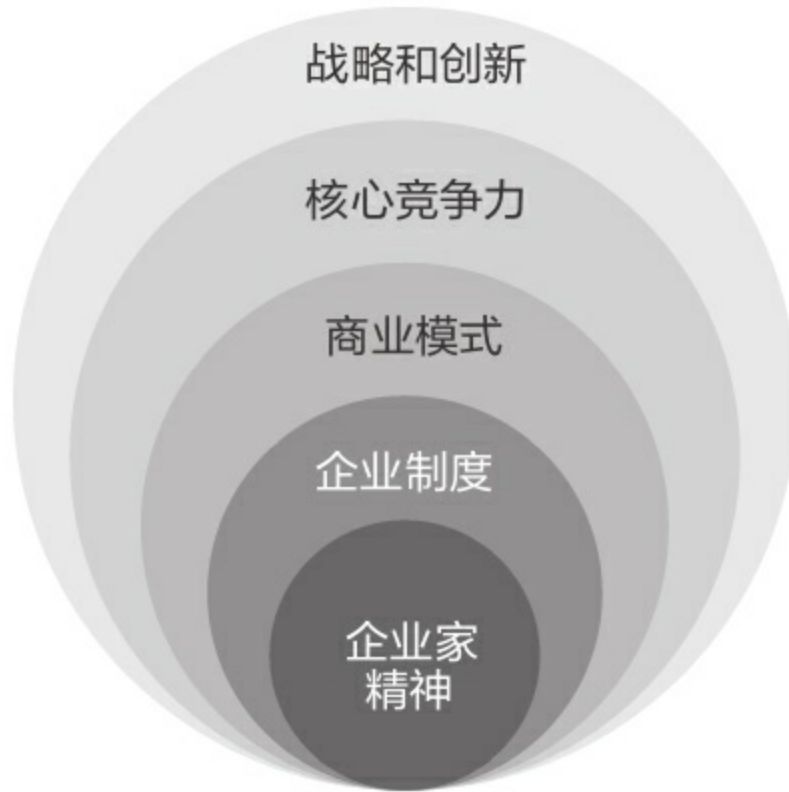 战略和创新
核心竞争力
商业模式
企业制度
企业家
精神